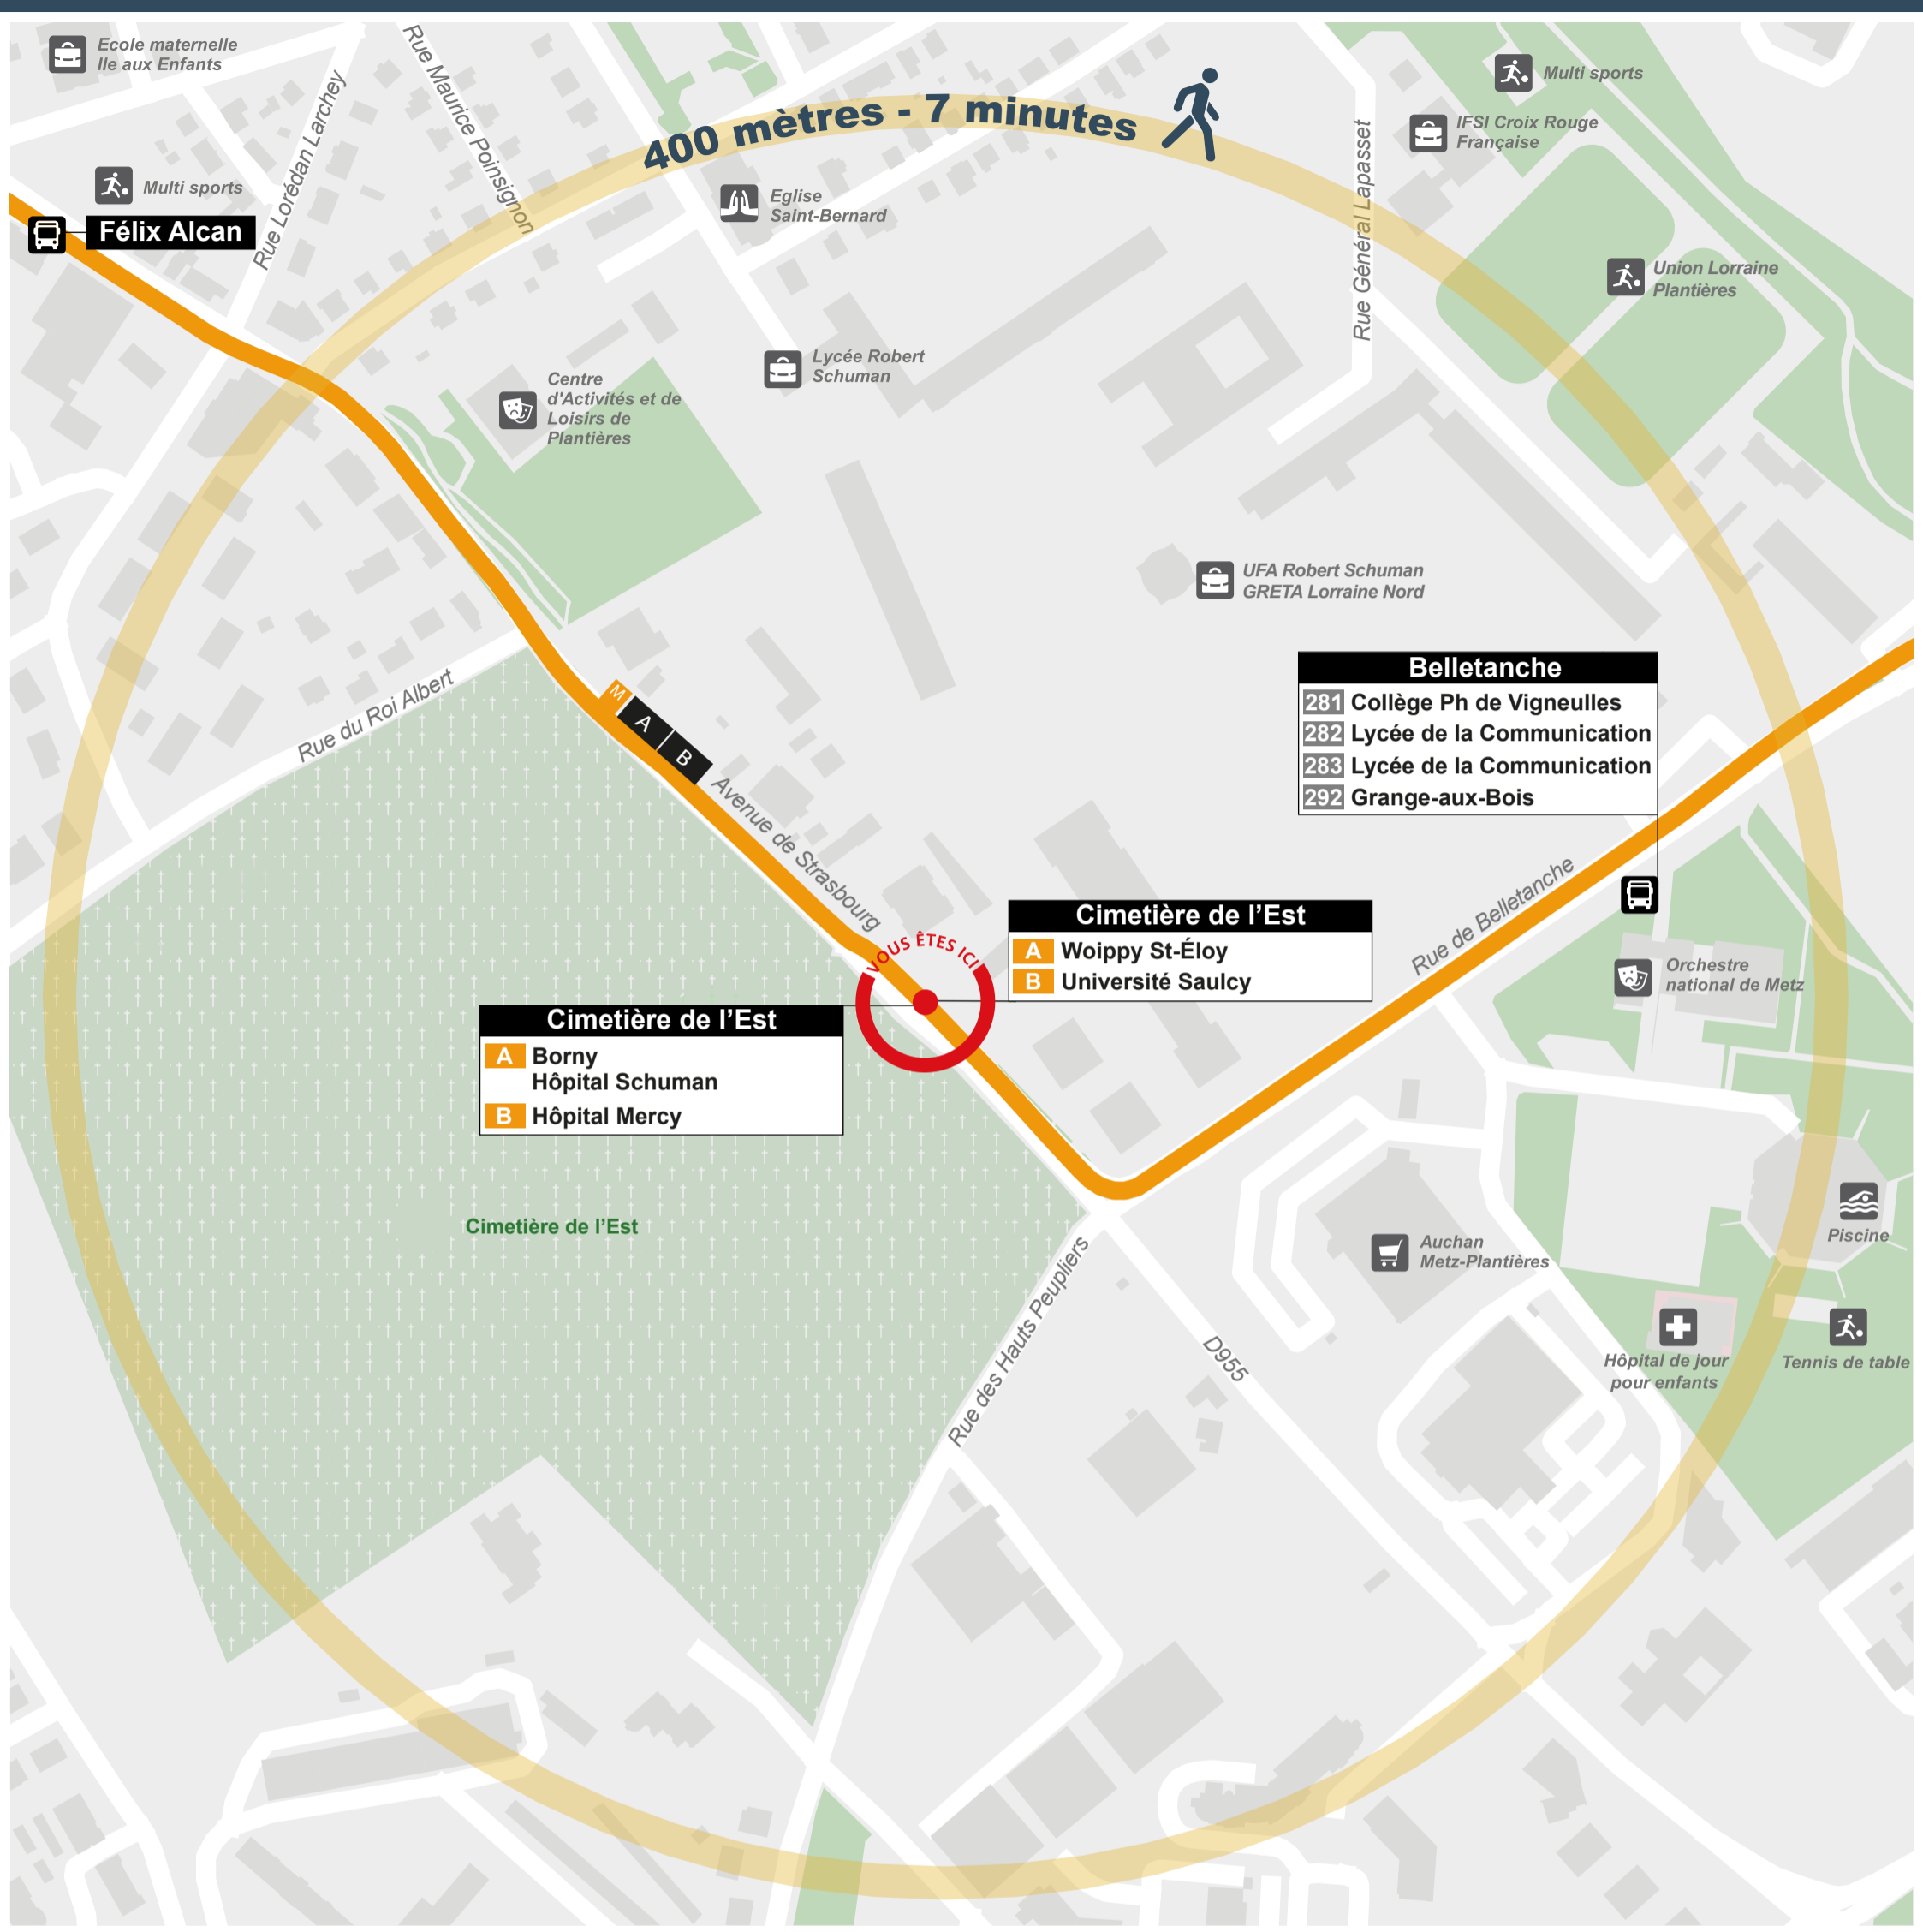 Ecole maternelle
Ile aux Enfants
Rue Maurice Poinsignon
Rue Lorédan Larchey
400 mètres - 7 minutes
Multi sports
IFSI Croix Rouge
Française
Rue Général Lapasset
Multi sports
Félix Alcan
Eglise
Saint-Bernard
Union Lorraine
Plantières
Lycée Robert
Schuman
Centre
d'Activités et de
Loisirs de
Plantières
UFA Robert Schuman
GRETA Lorraine Nord
Rue du Roi Albert
M
A
B
Avenue de Strasbourg
Belletanche
281 Collège Ph de Vigneulles
282 Lycée de la Communication
283 Lycée de la Communication
292 Grange-aux-Bois
Rue de Belletanche
Cimetière de l’Est
A Woippy St-Éloy
B Université Saulcy
VOUS ÊTES ICI
Orchestre
national de Metz
Cimetière de l’Est
A Borny
Hôpital Schuman
B Hôpital Mercy
Cimetière de l’Est
Rue des Hauts Peupliers
D955
Auchan
Metz-Plantières
Piscine
Hôpital de jour
pour enfants
Tennis de table